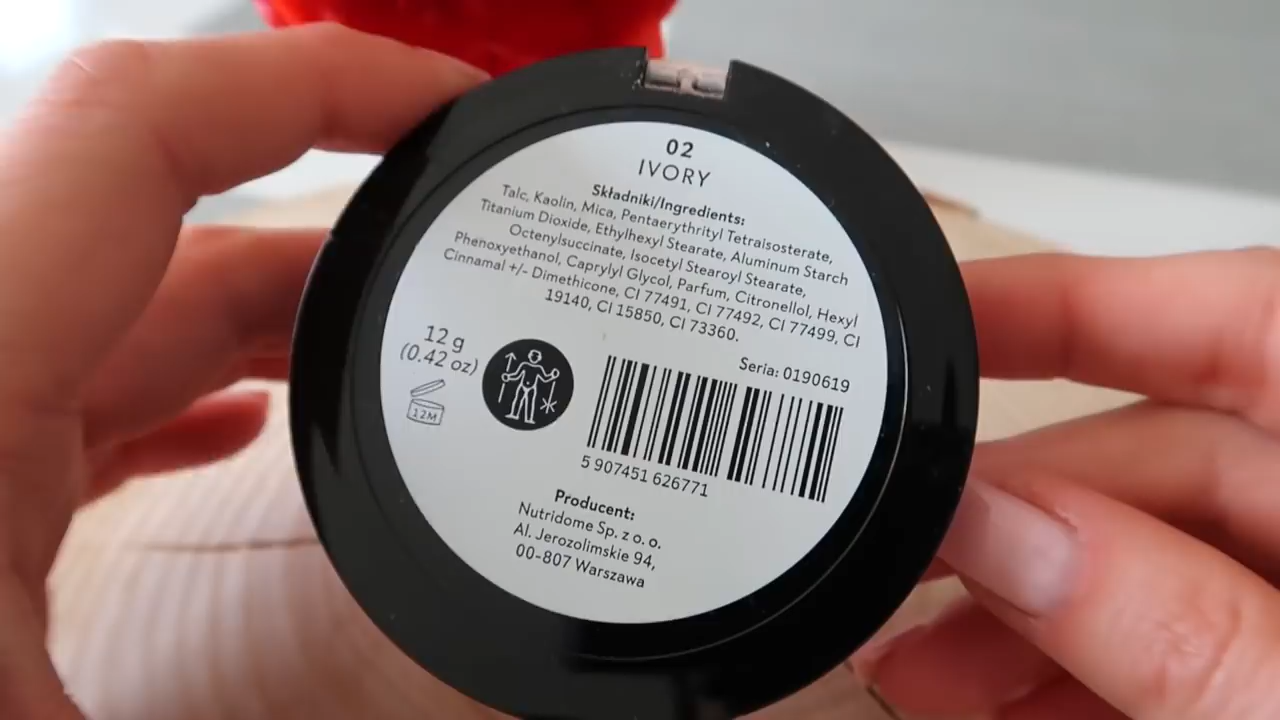 02
IVORY
Składniki/Ingredients:
Talc, Kaolin, Mica, Pentaerythrityl Tetraisosterate,
Titanium Dioxide, Ethylhexyl Stearate, Aluminum Starch
Octenylsuccinate, Isocetyl Stearoyl Stearate,
Phenoxyethanol, Caprylyl Glycol, Parfum, Citronellol, Hexyl
Cinnamal +/- Dimethicone, CI 77491, CI 77492, CI 77499, CI
19140, CI 15850, CI 73360.
12 g
(0.42 oz)
12M
Seria: 0190619
5 907451 626771
Producent:
Nutridome Sp. z o. o.
Al. Jerozolimskie 94,
00-807 Warszawa